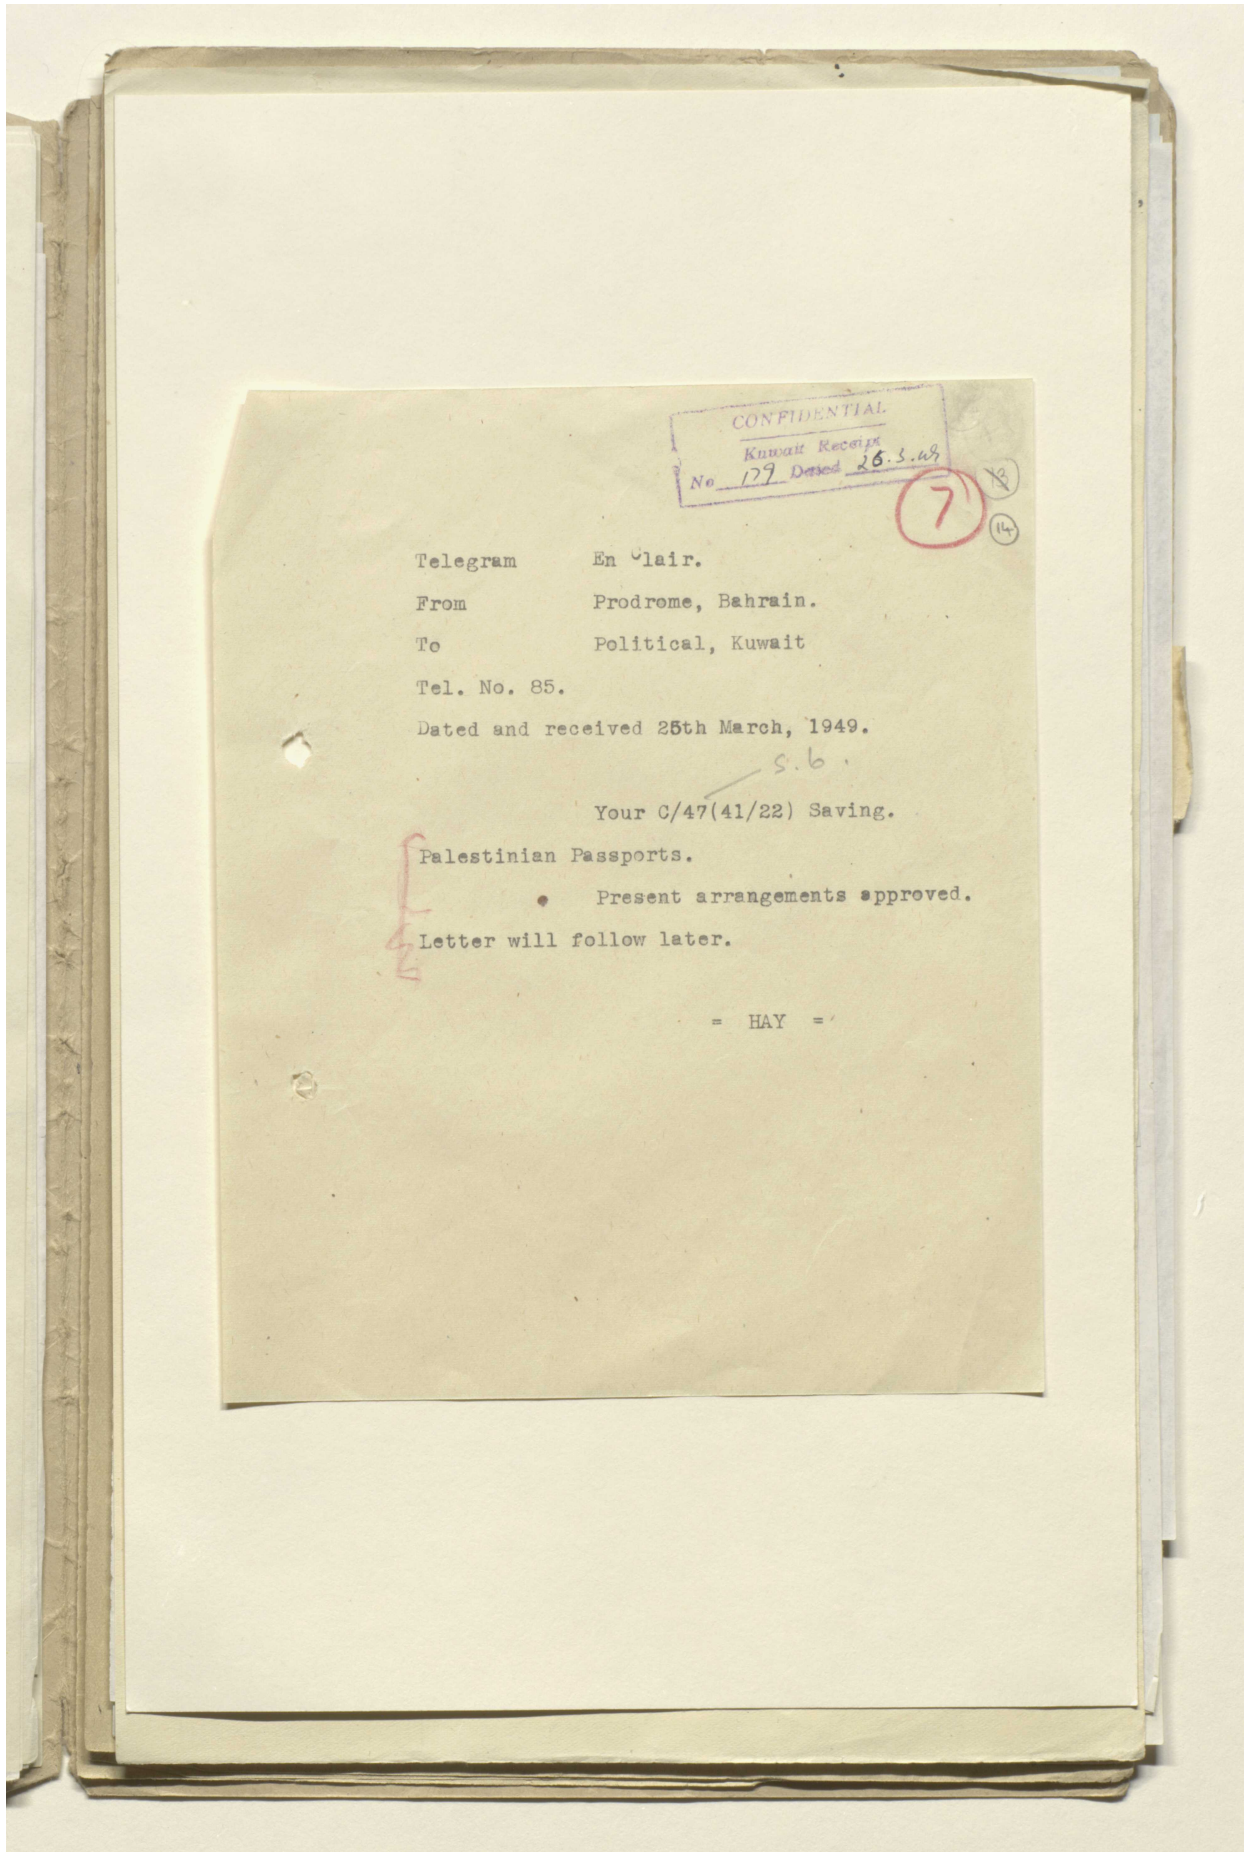 CONFIDENTIAL
Kuwait Receipt
No 179 Dated 26.3.49
7
13
14
Telegram En Clair.
From Prodrome, Bahrain.
To Political, Kuwait
Tel. No. 85.
Dated and received 25th March, 1949.
S.6.
Your C/47(41/22) Saving.
Palestinian Passports.
Present arrangements approved.
Letter will follow later.
= HAY =